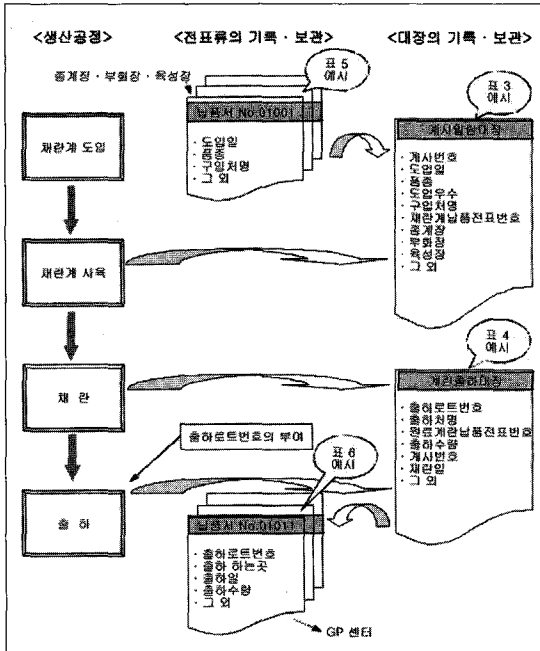 <생산공정>
<전표류의 기록 · 보관>
<대장의 기록 · 보관>
종계장 · 부화장 · 육성장
표 5
예시
표 3
예시
채란계 도입
납품서 No.01001
· 도입일
· 품종
· 구입처명
· 그 외
계사일람대장
· 계사번호
· 도입일
· 품종
· 도입우수
· 구입처명
· 채란계납품전표번호
· 종계장
· 부화장
· 육성장
· 그 외
채란계 사육
표 4
예시
채 란
계란출하대장
· 출하로트번호
· 출하처명
· 원료계란납품전표번호
· 출하수량
· 계사번호
· 채란일
· 그 외
출하로트번호의 부여
표 6
예시
출 하
납품서 No.01011
· 출하로트번호
· 출하 하는곳
· 출하일
· 출하수량
· 그 외
GP 센터